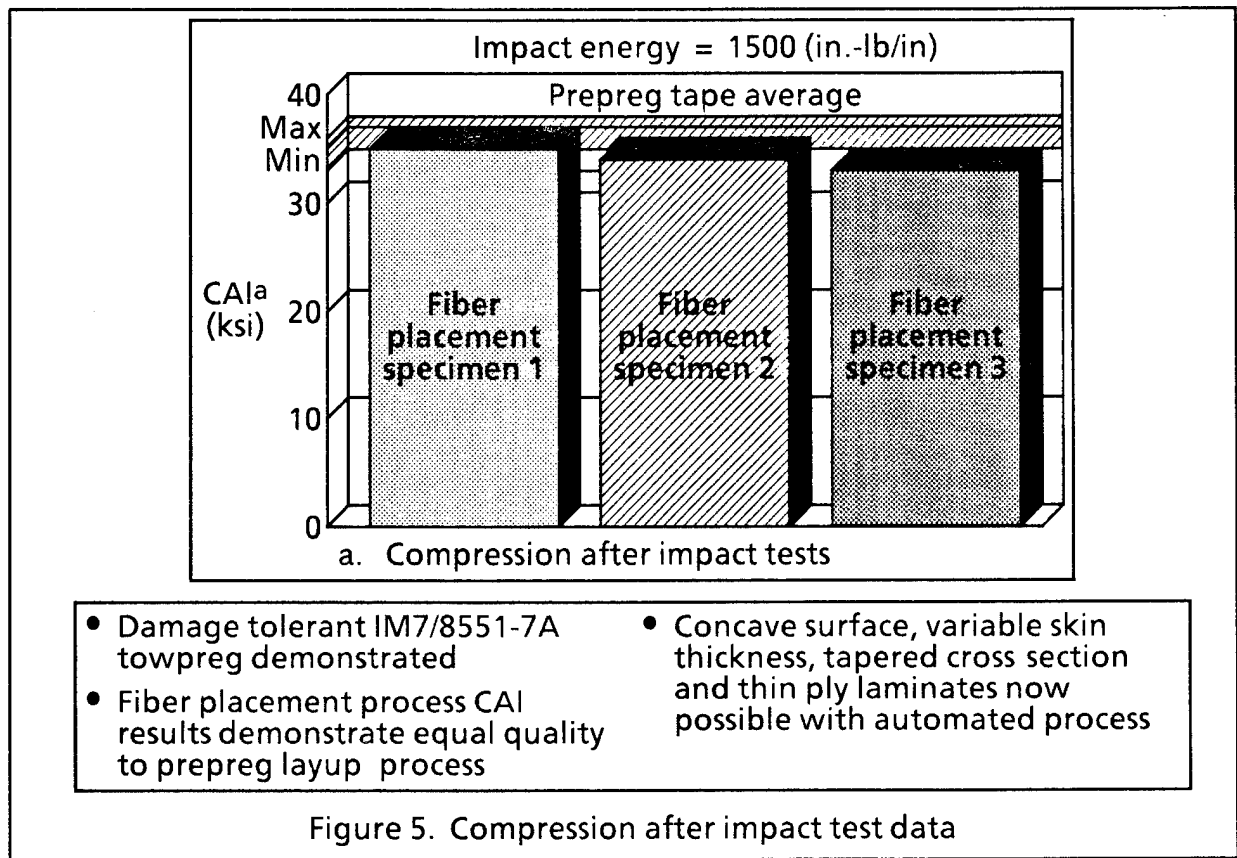 Impact energy = 1500 (in.-lb/in)
Prepreg tape average
40
Max
Min
30
CAIa
(ksi)
20
10
0
Fiber
placement
specimen 1
Fiber
placement
specimen 2
Fiber
placement
specimen 3
a. Compression after impact tests
• Damage tolerant IM7/8551-7A
towpreg demonstrated
• Fiber placement process CAI
results demonstrate equal quality
to prepreg layup process
• Concave surface, variable skin
thickness, tapered cross section
and thin ply laminates now
possible with automated process
Figure 5. Compression after impact test data